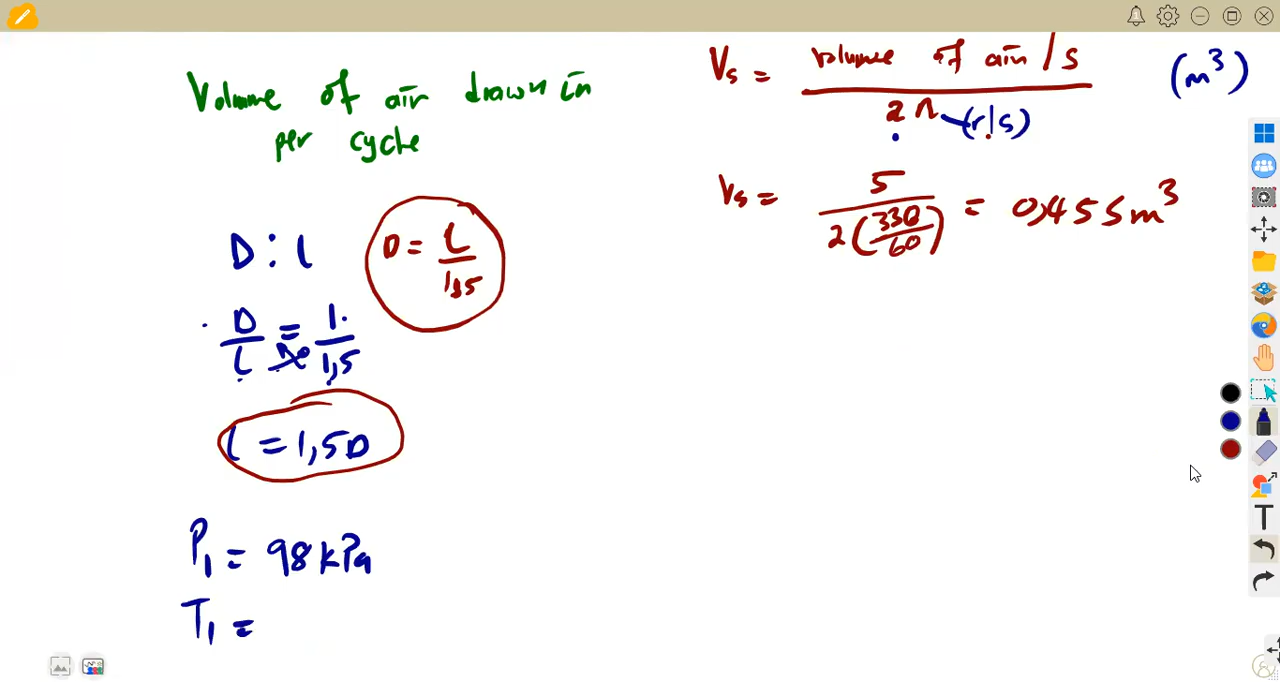 Volume of air drawn in
per cycle
D : L
D = L / 1,5
D / L = 1 / 1,5
L = 1,5D
P₁ = 98 kPa
T₁ =
Vs = volume of air / s / 2 n (r/s) (m³)
Vs = 5 / 2 (330 / 60) = 0,455 m³
T